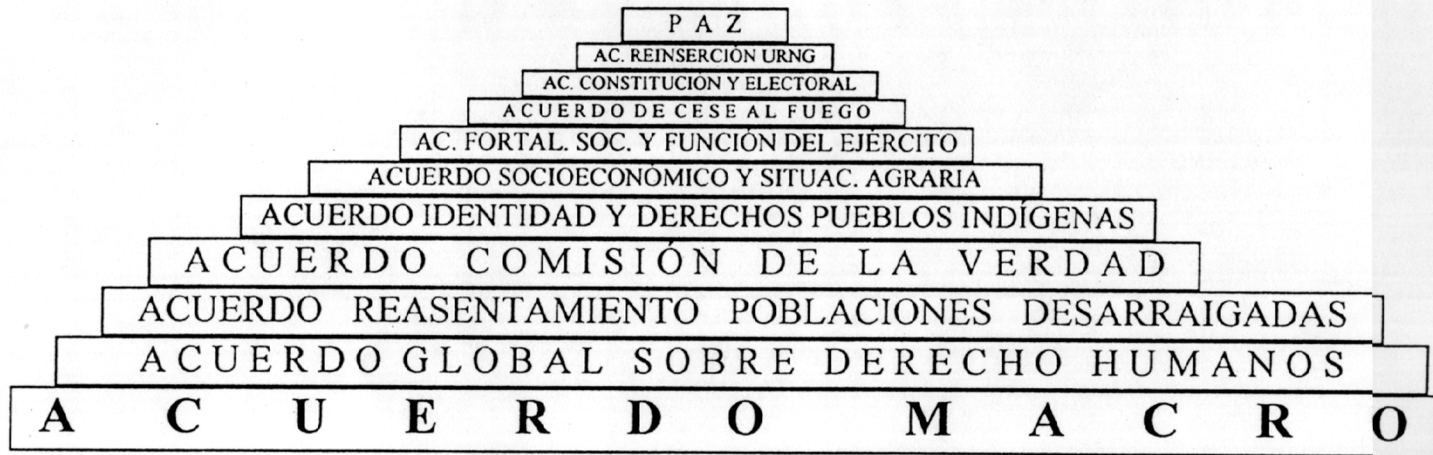 PAZ
AC. REINSERCIÓN URNG
AC. CONSTITUCIÓN Y ELECTORAL
ACUERDO DE CESE AL FUEGO
AC. FORTAL. SOC. Y FUNCIÓN DEL EJÉRCITO
ACUERDO SOCIOECONÓMICO Y SITUAC. AGRARIA
ACUERDO IDENTIDAD Y DERECHOS PUEBLOS INDÍGENAS
ACUERDO COMISIÓN DE LA VERDAD
ACUERDO REASENTAMIENTO POBLACIONES DESARRAIGADAS
ACUERDO GLOBAL SOBRE DERECHO HUMANOS
ACUERDO MACRO